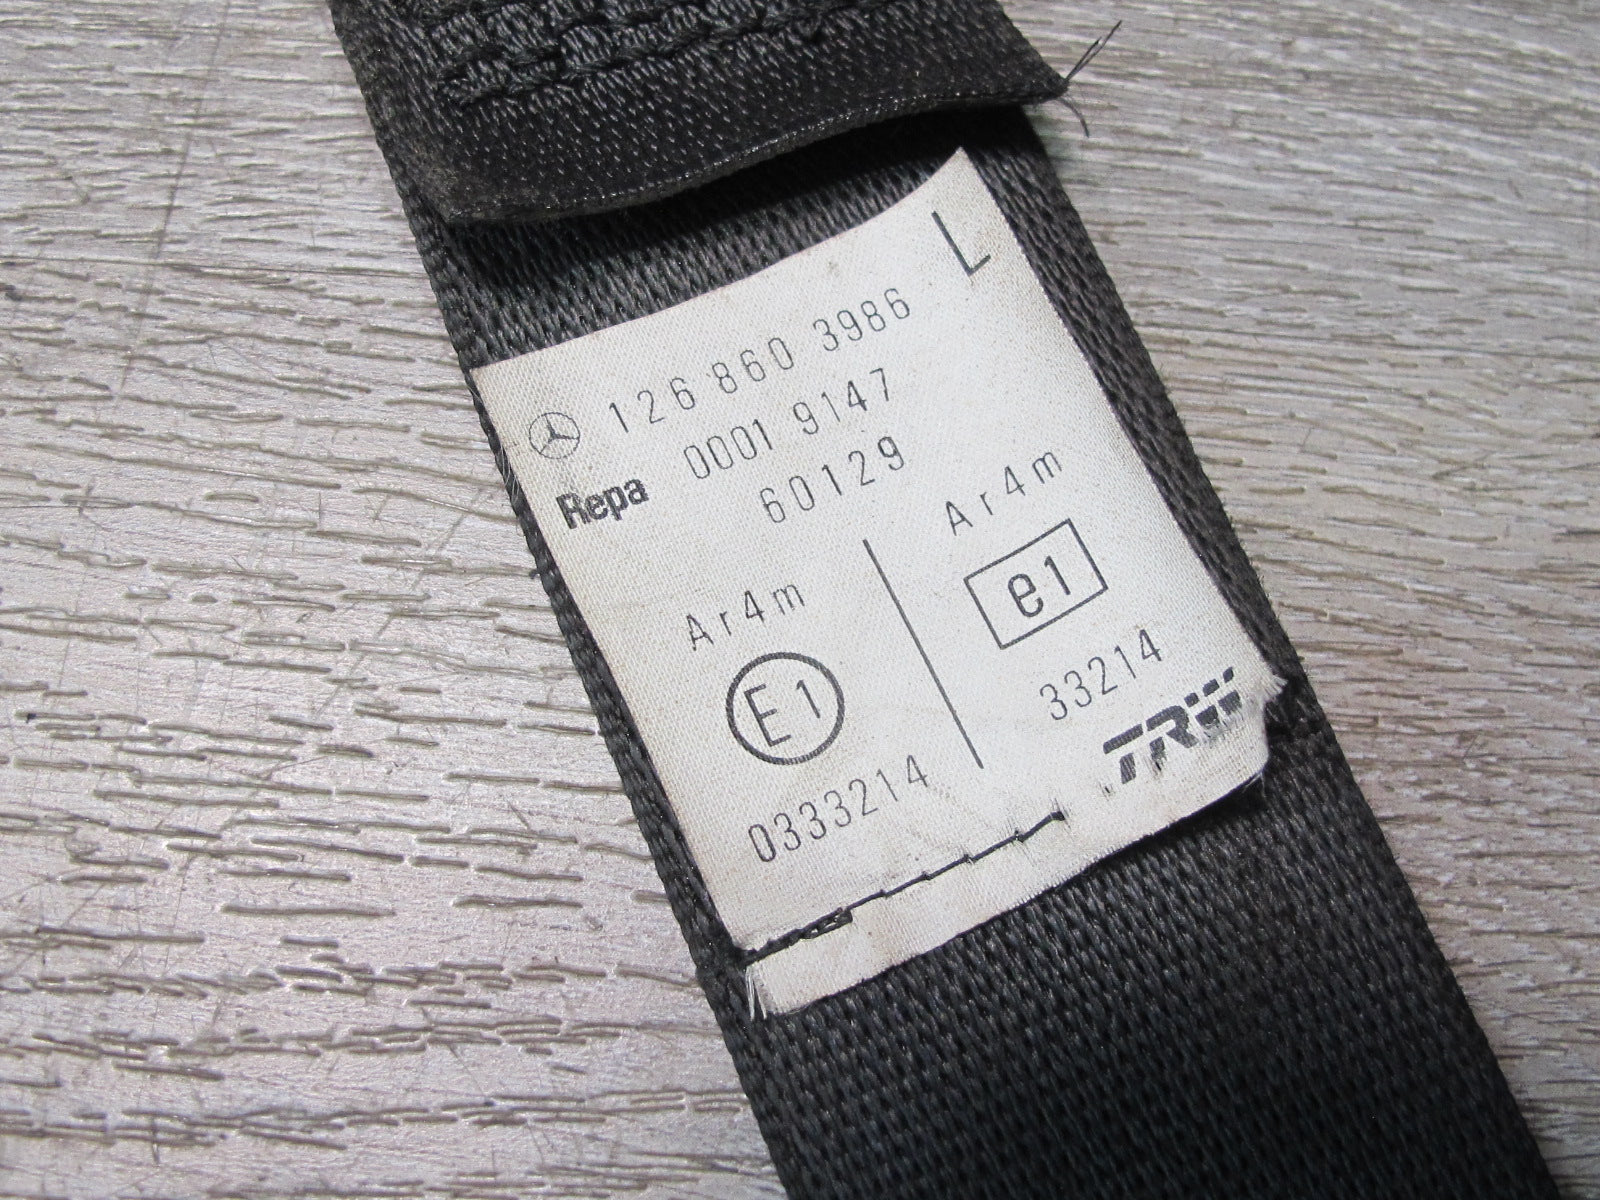 L
126 860 3986
Repa 0001 9147
60129
Ar4m
E1
0333214
Ar4m
e1
33214
TRW